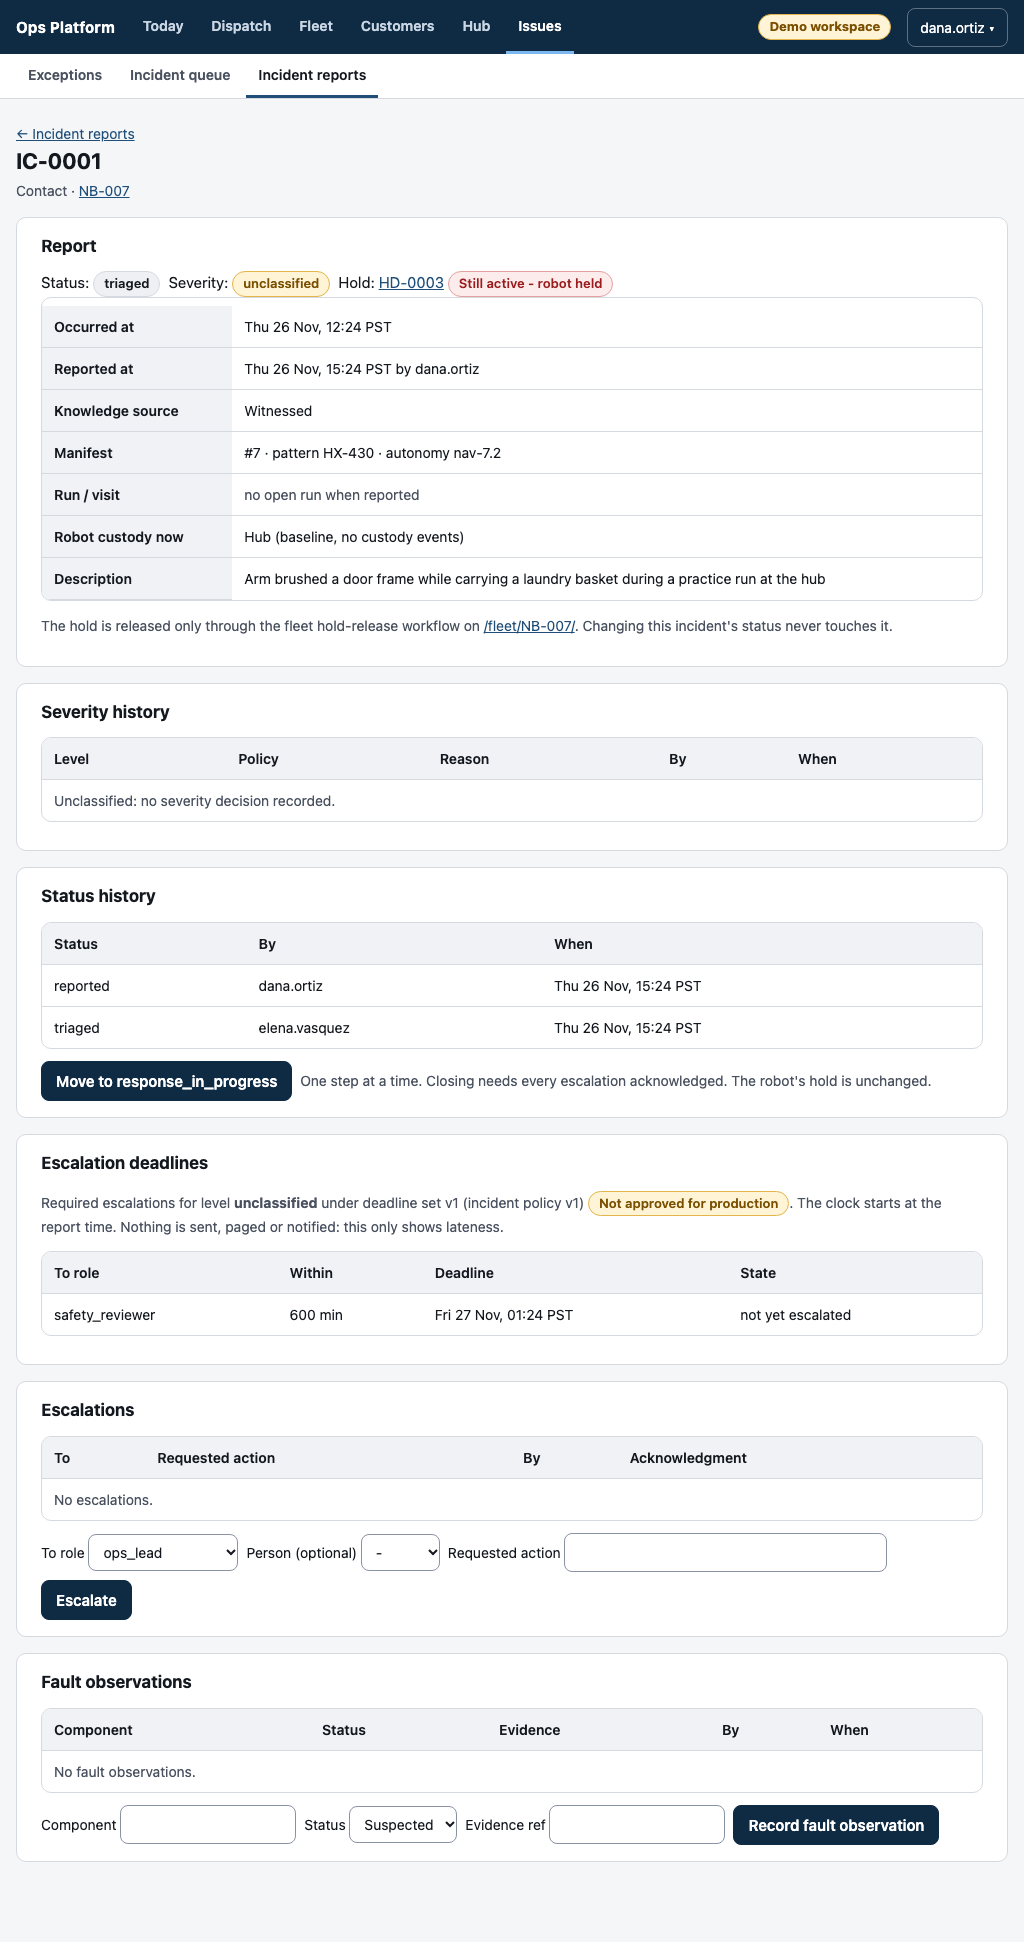 Ops Platform Today Dispatch Fleet Customers Hub Issues Demo workspace dana.ortiz ▾
Exceptions Incident queue Incident reports
← Incident reports
IC-0001
Contact · NB-007
Report
Status: triaged Severity: unclassified Hold: HD-0003 Still active - robot held
Occurred at Thu 26 Nov, 12:24 PST
Reported at Thu 26 Nov, 15:24 PST by dana.ortiz
Knowledge source Witnessed
Manifest #7 · pattern HX-430 · autonomy nav-7.2
Run / visit no open run when reported
Robot custody now Hub (baseline, no custody events)
Description Arm brushed a door frame while carrying a laundry basket during a practice run at the hub
The hold is released only through the fleet hold-release workflow on /fleet/NB-007/. Changing this incident's status never touches it.
Severity history
Level Policy Reason By When
Unclassified: no severity decision recorded.
Status history
Status By When
reported dana.ortiz Thu 26 Nov, 15:24 PST
triaged elena.vasquez Thu 26 Nov, 15:24 PST
Move to response_in_progress One step at a time. Closing needs every escalation acknowledged. The robot's hold is unchanged.
Escalation deadlines
Required escalations for level unclassified under deadline set v1 (incident policy v1) Not approved for production. The clock starts at the
report time. Nothing is sent, paged or notified: this only shows lateness.
To role Within Deadline State
safety_reviewer 600 min Fri 27 Nov, 01:24 PST not yet escalated
Escalations
To Requested action By Acknowledgment
No escalations.
To role ops_lead Person (optional) - Requested action
Escalate
Fault observations
Component Status Evidence By When
No fault observations.
Component Status Suspected Evidence ref Record fault observation